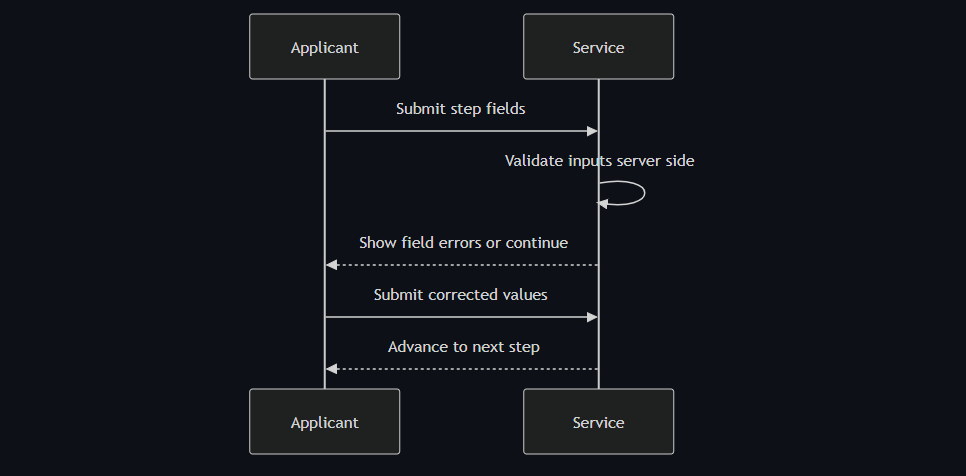 Applicant
Service
Submit step fields
Validate inputs server side
Show field errors or continue
Submit corrected values
Advance to next step
Applicant
Service